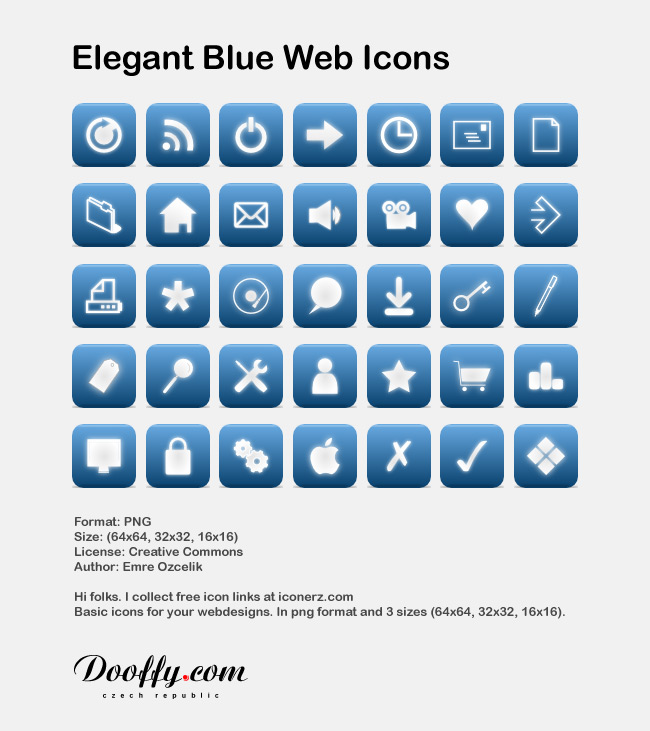 Elegant Blue Web Icons
Format: PNG
Size: (64x64, 32x32, 16x16)
License: Creative Commons
Author: Emre Ozcelik
Hi folks. I collect free icon links at iconerz.com
Basic icons for your webdesigns. In png format and 3 sizes (64x64, 32x32, 16x16).
Dooffy.com
czech republic